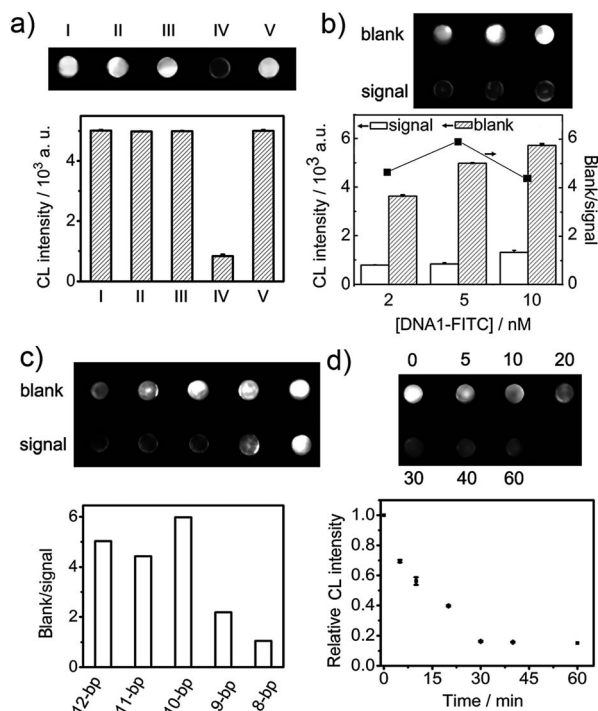 a)
I II III IV V
CL intensity / 10³ a. u.
4
2
0
I II III IV V
b)
blank
signal
signal blank
CL intensity / 10³ a. u.
6
4
2
0
Blank/signal
6
4
2
0
2 5 10
[DNA1-FITC] / nM
c)
blank
signal
Blank/signal
6
4
2
0
12-bp 11-bp 10-bp 9-bp 8-bp
d)
0 5 10 20
30 40 60
Relative CL intensity
1.0
0.8
0.6
0.4
0.2
0.0
0 15 30 45 60
Time / min